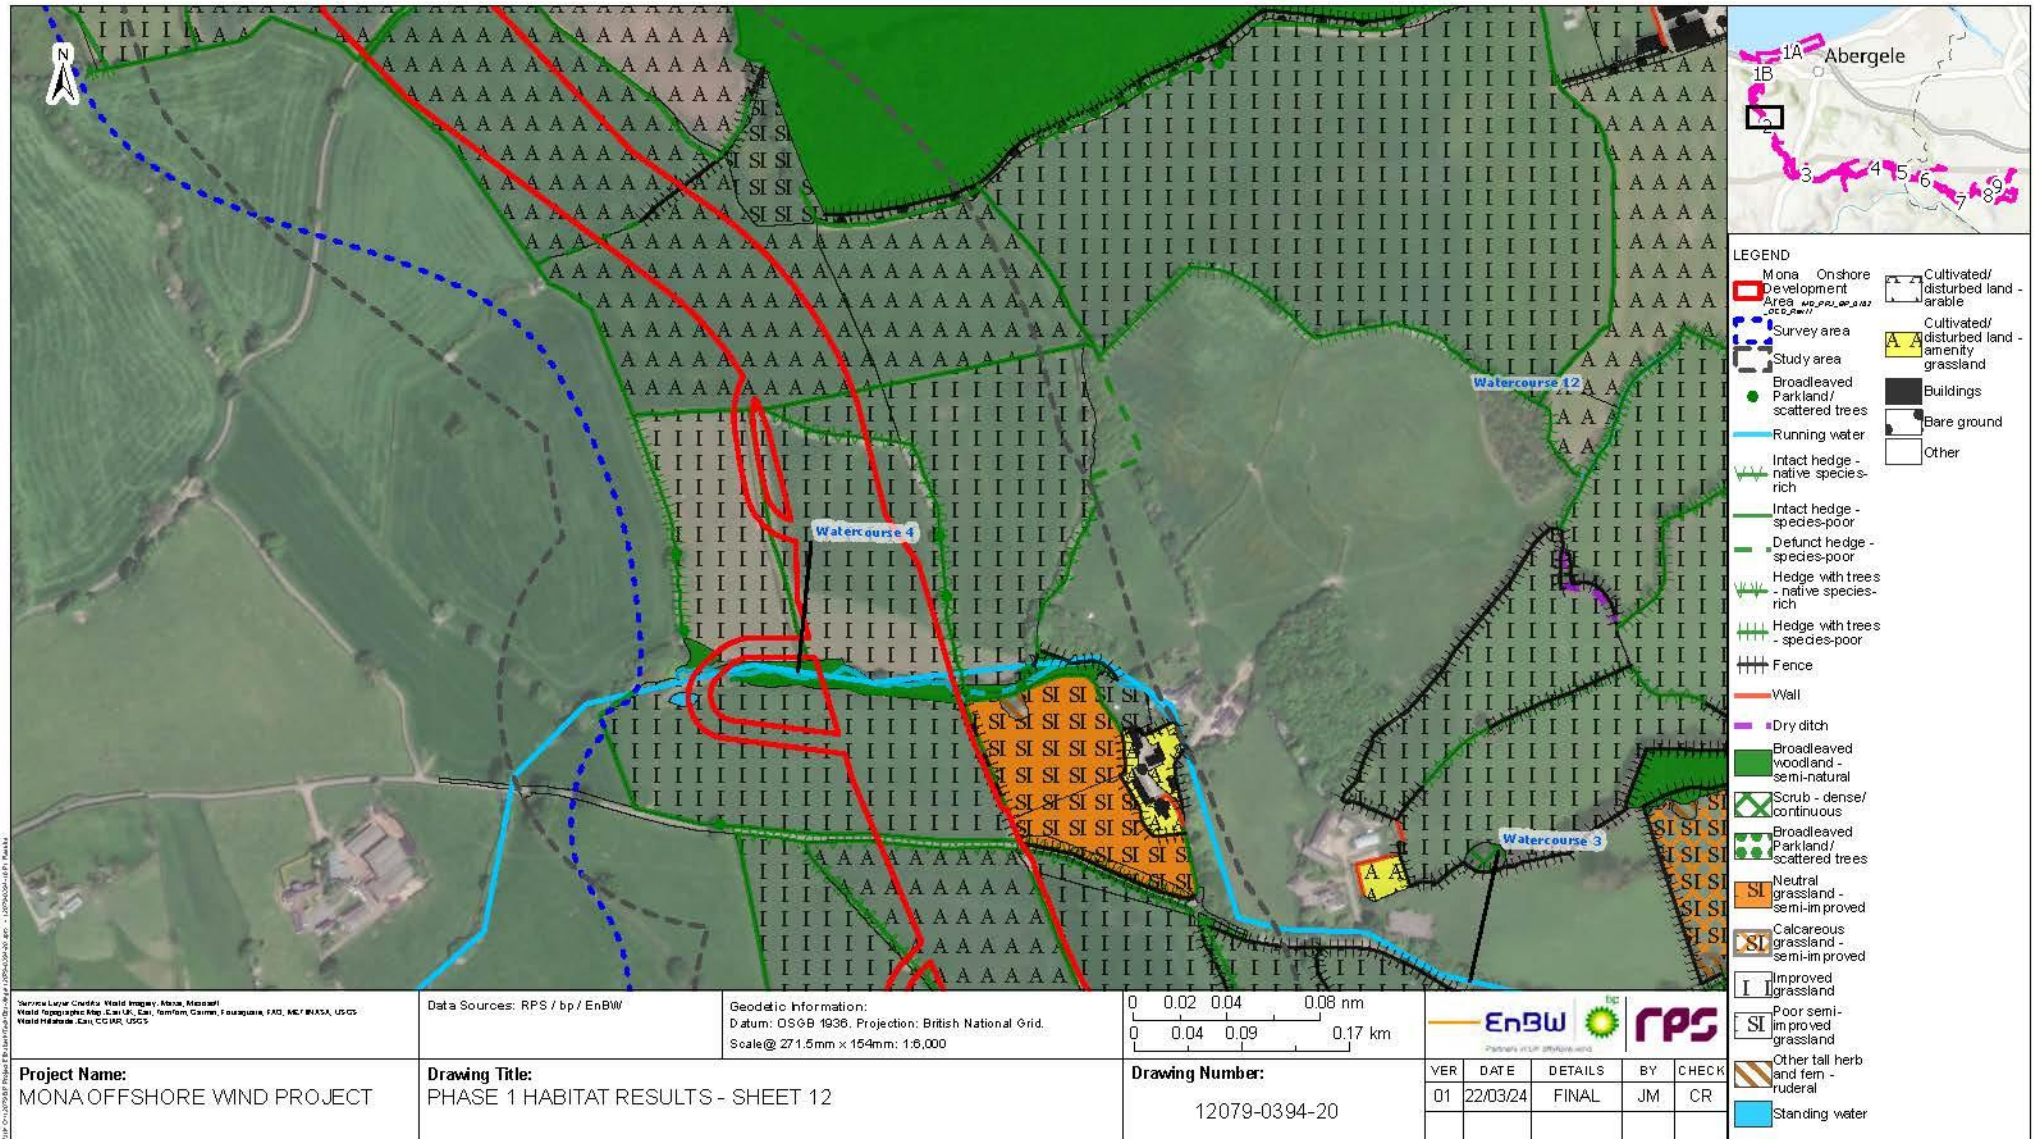 N
Watercourse 12
Watercourse 4
Watercourse 3
1A
Abergele
1B
2
3
4
5
6
7
8
9
LEGEND
Mona Onshore
Development
Area
Survey area
Study area
Broadleaved
Parkland/
scattered trees
Running water
Intact hedge -
native species-
rich
Intact hedge -
species-poor
Defunct hedge -
species-poor
Hedge with trees
- native species-
rich
Hedge with trees
- species-poor
Fence
Wall
Dry ditch
Broadleaved
woodland -
semi-natural
Scrub - dense/
continuous
Broadleaved
Parkland/
scattered trees
SI
Neutral
grassland -
semi-improved
SI
Calcareous
grassland -
semi-improved
I I
Improved
grassland
SI
Poor semi-
improved
grassland
Other tall herb
and fern -
ruderal
Standing water
Cultivated/
disturbed land -
arable
A A
Cultivated/
disturbed land -
amenity
grassland
Buildings
Bare ground
Other
Data Sources: RPS / bp / EnBW
Geodetic Information:
Datum: OSGB 1936. Projection: British National Grid.
Scale@ 271.5mm x 154mm: 1:6,000
0 0.02 0.04 0.08 nm
0 0.04 0.09 0.17 km
EnBW
bp
rps
Project Name:
MONA OFFSHORE WIND PROJECT
Drawing Title:
PHASE 1 HABITAT RESULTS - SHEET 12
Drawing Number:
12079-0394-20
VER DATE DETAILS BY CHECK
01 22/03/24 FINAL JM CR